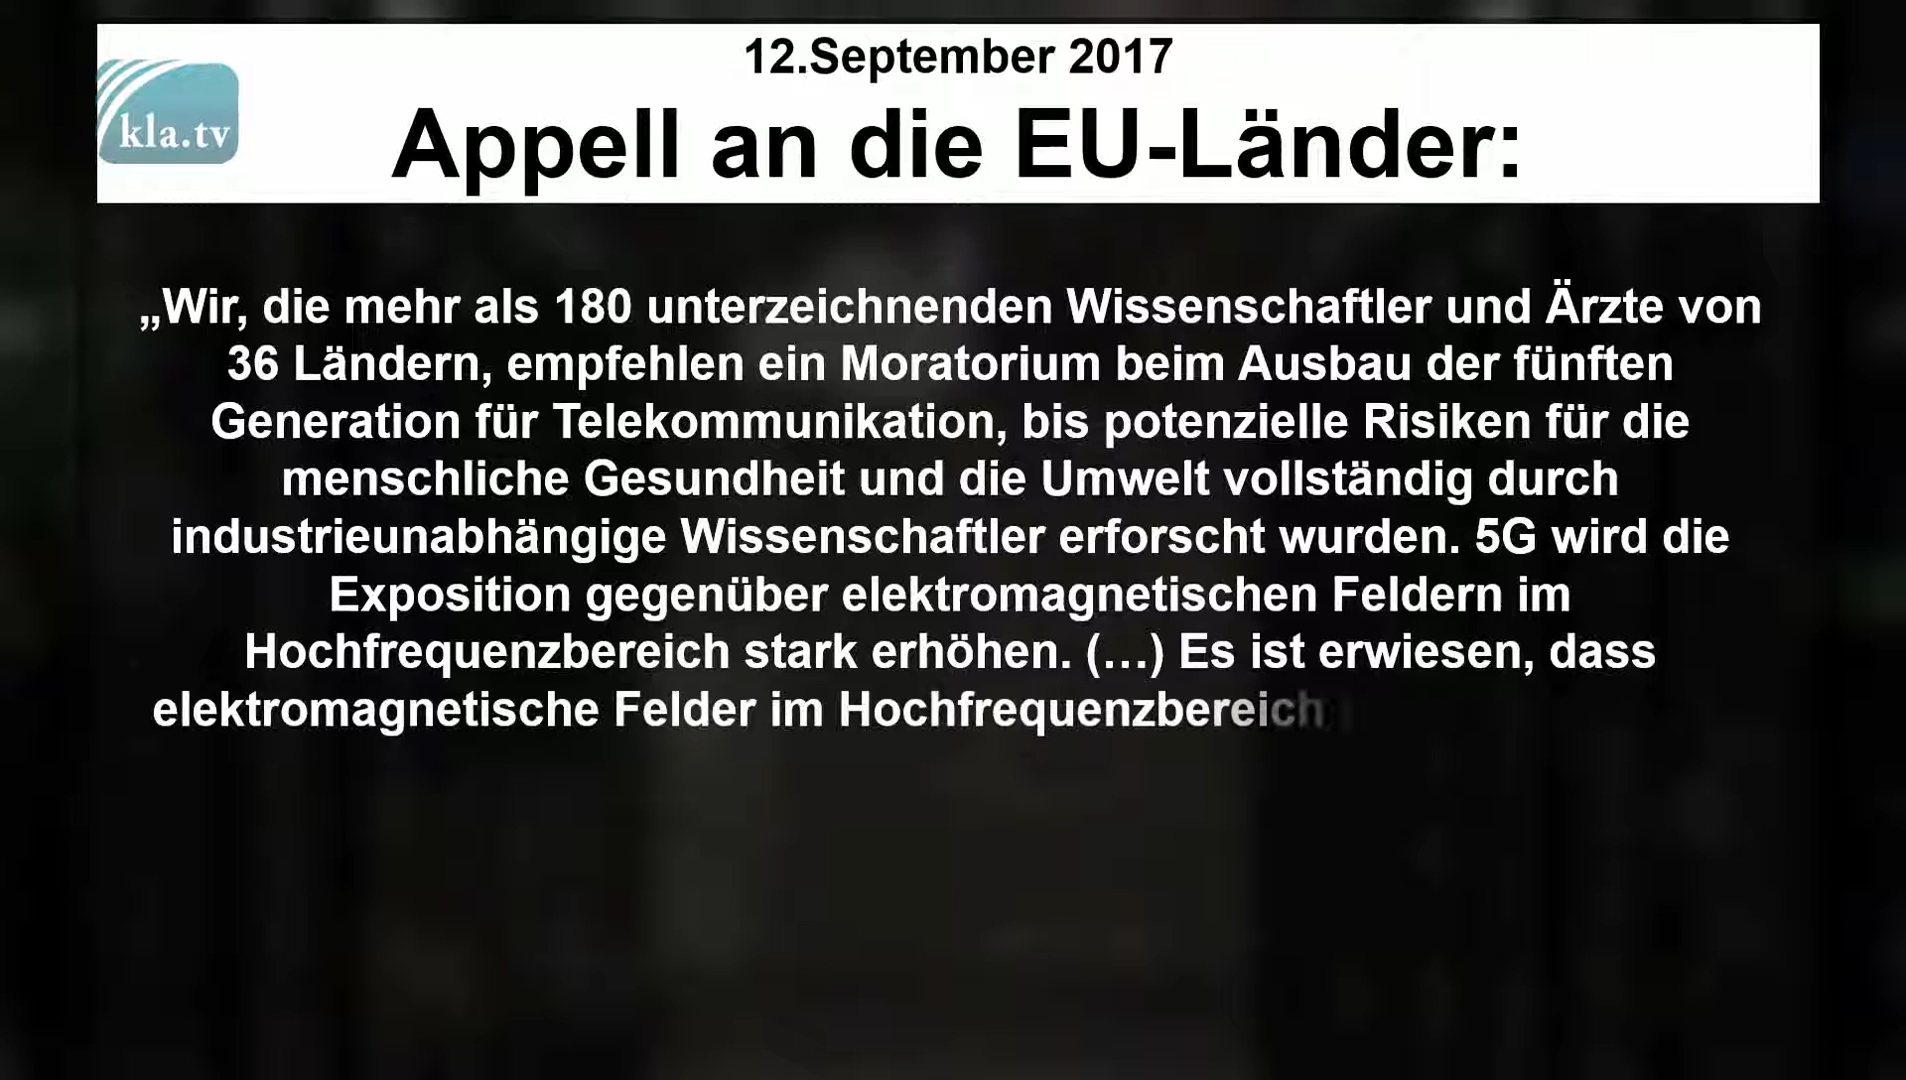 12.September 2017
kla.tv
Appell an die EU-Länder:
„Wir, die mehr als 180 unterzeichnenden Wissenschaftler und Ärzte von
36 Ländern, empfehlen ein Moratorium beim Ausbau der fünften
Generation für Telekommunikation, bis potenzielle Risiken für die
menschliche Gesundheit und die Umwelt vollständig durch
industrieunabhängige Wissenschaftler erforscht wurden. 5G wird die
Exposition gegenüber elektromagnetischen Feldern im
Hochfrequenzbereich stark erhöhen. (…) Es ist erwiesen, dass
elektromagnetische Felder im Hochfrequenzbereich